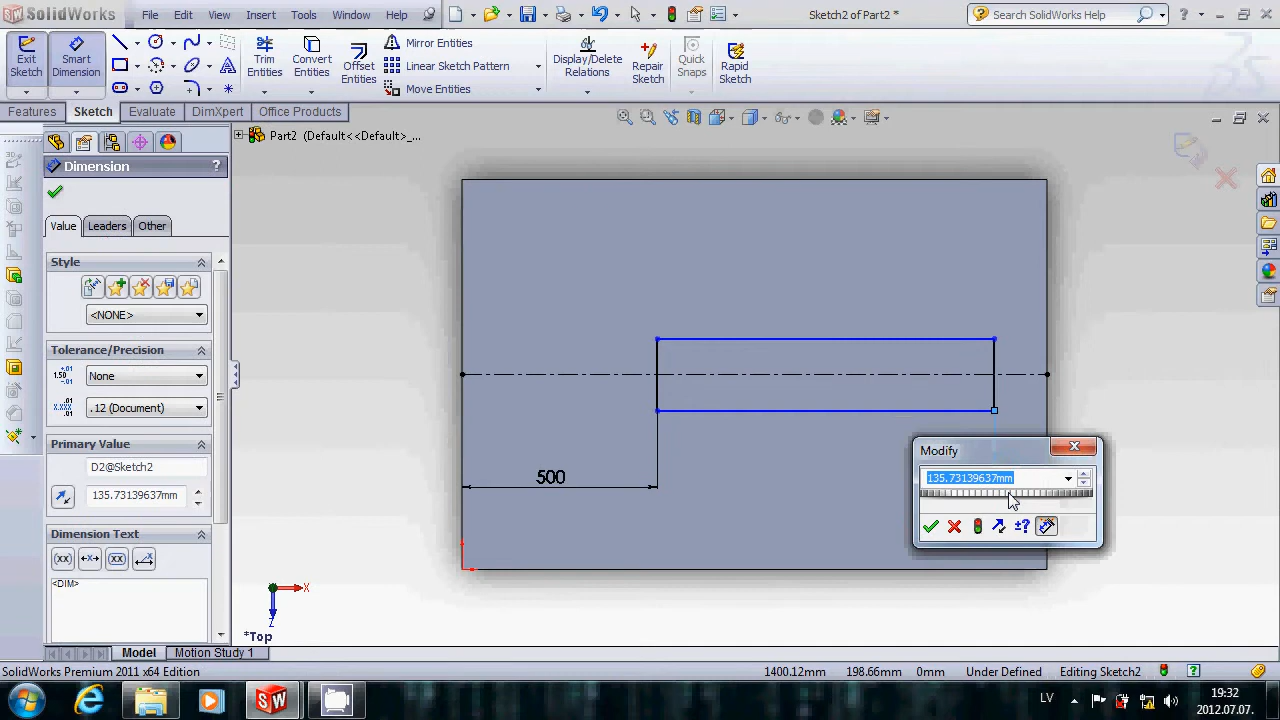 SolidWorks File Edit View Insert Tools Window Help Sketch2 of Part2 * Search SolidWorks Help
Exit Sketch
Smart Dimension
Trim Entities
Convert Entities
Offset Entities
Mirror Entities
Linear Sketch Pattern
Move Entities
Display/Delete Relations
Repair Sketch
Quick Snaps
Rapid Sketch
Features Sketch Evaluate DimXpert Office Products
Part2 (Default<<Default>_...
Dimension ?
Value Leaders Other
Style
<NONE>
Tolerance/Precision
None
.12 (Document)
Primary Value
D2@Sketch2
135.73139637mm
Dimension Text
<DIM>
500
Modify
135.73139637mm
X
Z
*Top
Model Motion Study 1
SolidWorks Premium 2011 x64 Edition 1400.12mm 198.66mm 0mm Under Defined Editing Sketch2
LV
19:32
2012.07.07.